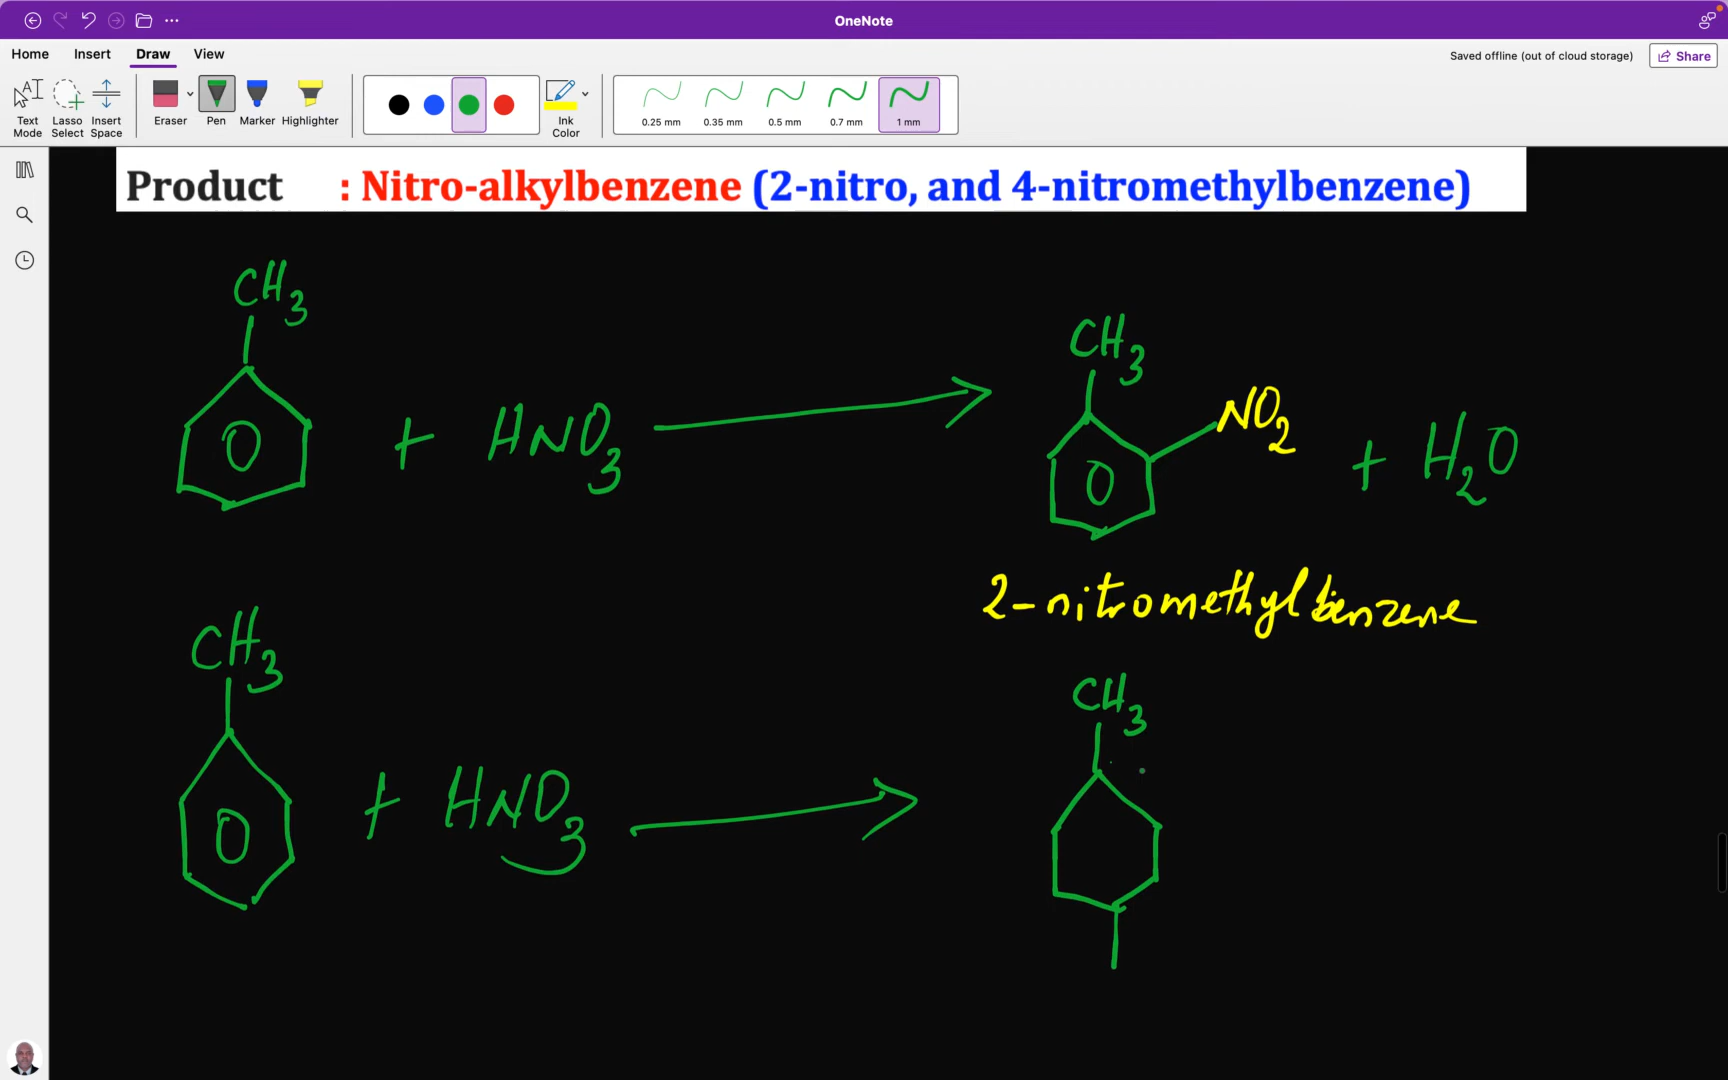 OneNote
Home Insert Draw View
Saved offline (out of cloud storage) Share
Text Mode Lasso Select Insert Space Eraser Pen Marker Highlighter Ink Color 0.25 mm 0.35 mm 0.5 mm 0.7 mm 1 mm
Product : Nitro-alkylbenzene (2-nitro, and 4-nitromethylbenzene)
CH3
CH3
NO2
O + HNO3 O + H2O
2-nitromethylbenzene
CH3
CH3
O + HNO3